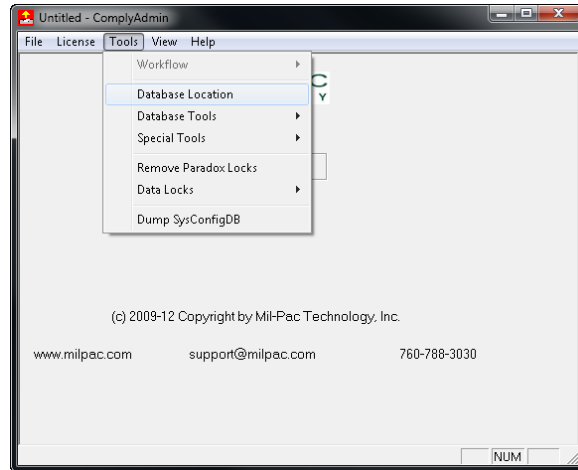 Untitled - ComplyAdmin
File License Tools View Help
Workflow
Database Location
Database Tools
Special Tools
Remove Paradox Locks
Data Locks
Dump SysConfigDB
C
Y
(c) 2009-12 Copyright by Mil-Pac Technology, Inc.
www.milpac.com support@milpac.com 760-788-3030
NUM